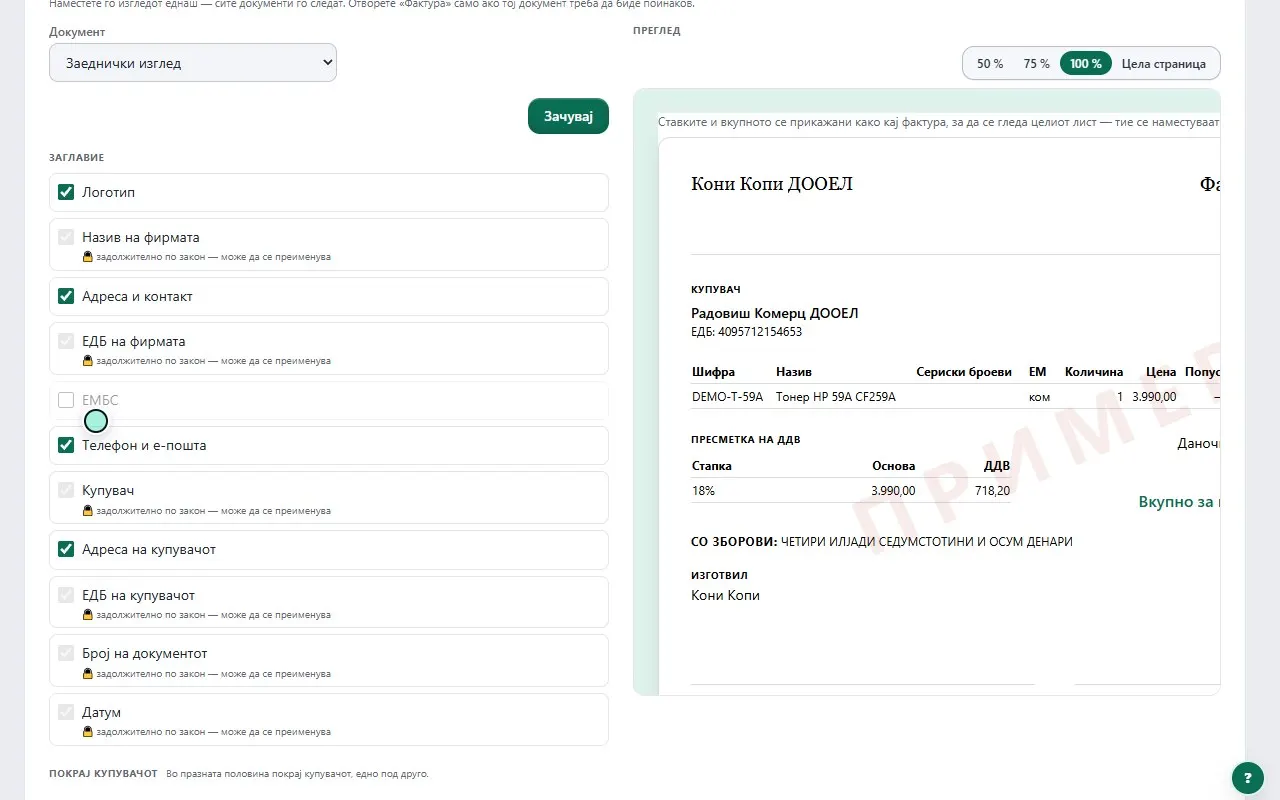 Наместете го изгледот еднаш — сите документи го следат. Отворете «Фактура» само ако тој документ треба да биде поинаков.
Документ
Заеднички изглед
Зачувај
ЗАГЛАВИЕ
Логотип
Назив на фирмата
задолжително по закон — може да се преименува
Адреса и контакт
ЕДБ на фирмата
задолжително по закон — може да се преименува
ЕМБС
Телефон и е-пошта
Купувач
задолжително по закон — може да се преименува
Адреса на купувачот
ЕДБ на купувачот
задолжително по закон — може да се преименува
Број на документот
задолжително по закон — може да се преименува
Датум
задолжително по закон — може да се преименува
ПОКРАЈ КУПУВАЧОТ Во празната половина покрај купувачот, едно под друго.
ПРЕГЛЕД
50 % 75 % 100 % Цела страница
Ставките и вкупното се прикажани како кај фактура, за да се гледа целиот лист — тие се наместуваат
Кони Копи ДООЕЛ Фа
КУПУВАЧ
Радовиш Комерц ДООЕЛ
ЕДБ: 4095712154653
Шифра Назив Сериски броеви ЕМ Количина Цена Попус
DEMO-T-59A Тонер HP 59A CF259A ком 1 3.990,00 —
ПРЕСМЕТКА НА ДДВ
Даноч
Стапка Основа ДДВ
18% 3.990,00 718,20
Вкупно за
СО ЗБОРОВИ: ЧЕТИРИ ИЛЈАДИ СЕДУМСТОТИНИ И ОСУМ ДЕНАРИ
ИЗГОТВИЛ
Кони Копи
ПРИМЕР
?